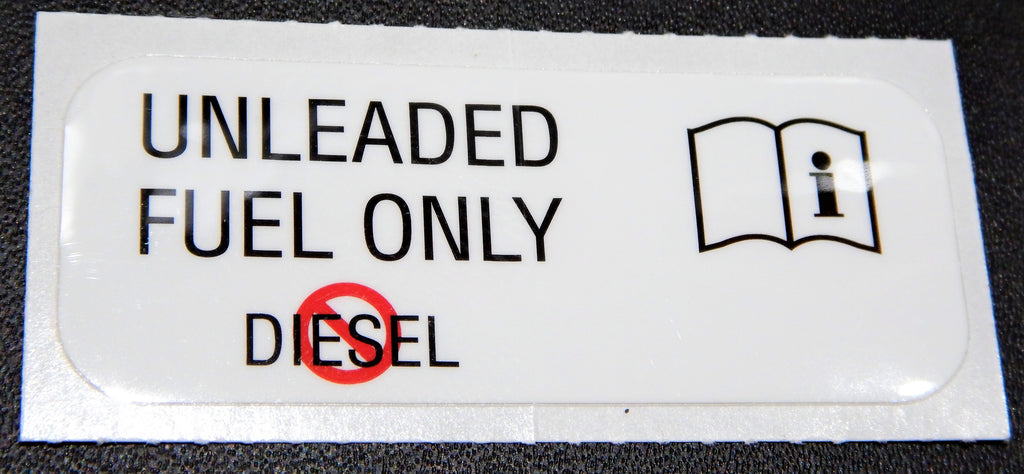 UNLEADED
FUEL ONLY
DIESEL
i